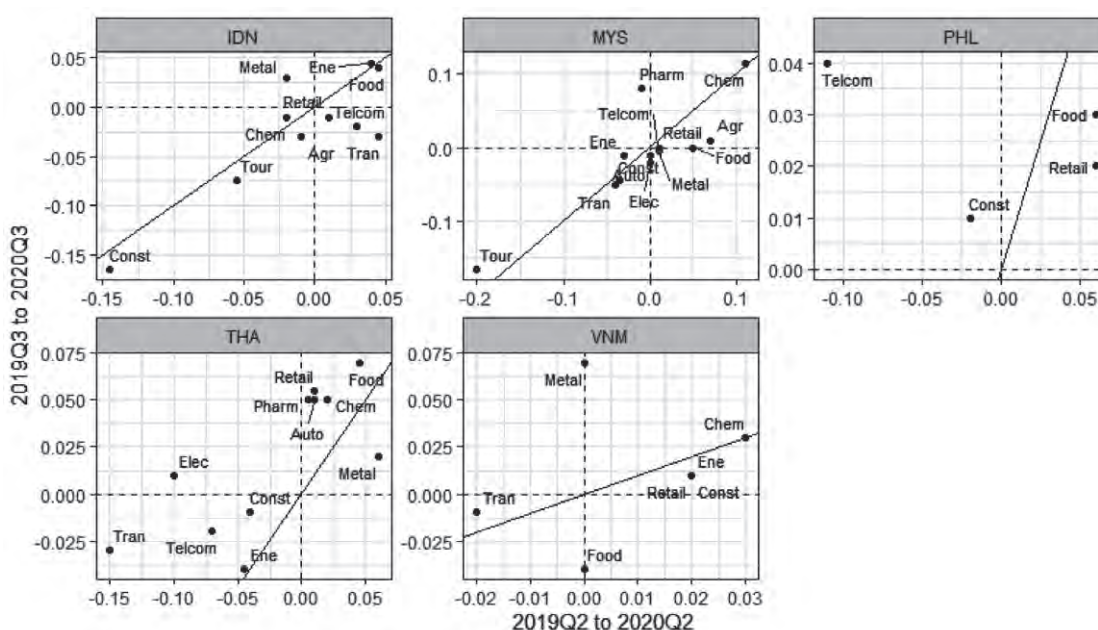 IDN
MYS
PHL
0.05
0.00
-0.05
-0.10
-0.15
Metal
Ene
Food
Retail
Telcom
Chem
Agr
Tran
Tour
Const
-0.15 -0.10 -0.05 0.00 0.05
0.1
0.0
-0.1
Pharm
Chem
Telcom
Retail
Agr
Ene
Const
Food
Auto
Metal
Tran
Elec
Tour
-0.2 -0.1 0.0 0.1
0.04
0.03
0.02
0.01
0.00
Telcom
Food
Retail
Const
-0.10 -0.05 0.00 0.05
THA
VNM
0.075
0.050
0.025
0.000
-0.025
Retail
Food
Pharm
Chem
Auto
Elec
Metal
Const
Tran
Telcom
Ene
-0.15 -0.10 -0.05 0.00 0.05
0.075
0.050
0.025
0.000
-0.025
Metal
Chem
Ene
Tran
Retail Const
Food
-0.02 -0.01 0.00 0.01 0.02 0.03
2019Q3 to 2020Q3
2019Q2 to 2020Q2